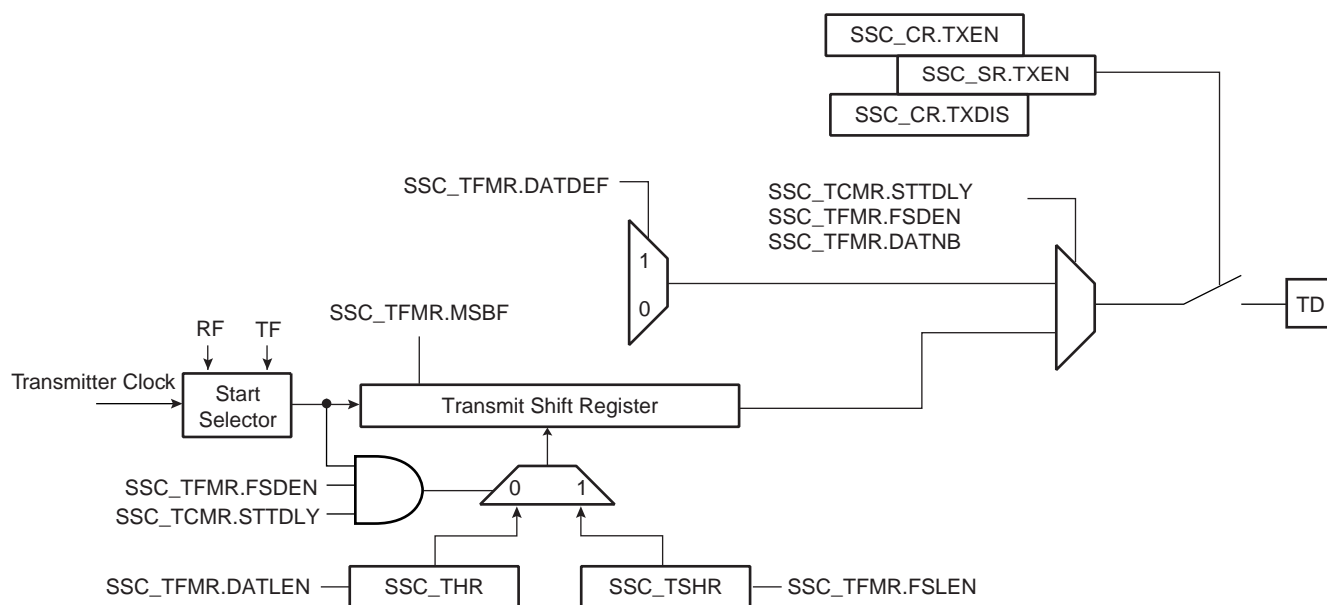 SSC_CR.TXEN
SSC_SR.TXEN
SSC_CR.TXDIS
SSC_TFMR.DATDEF
SSC_TCMR.STTDLY
SSC_TFMR.FSDEN
SSC_TFMR.DATNB
1
0
TD
SSC_TFMR.MSBF
RF
TF
Transmitter Clock
Start
Selector
Transmit Shift Register
0
1
SSC_TFMR.FSDEN
SSC_TCMR.STTDLY
SSC_TFMR.DATLEN
SSC_THR
SSC_TSHR
SSC_TFMR.FSLEN